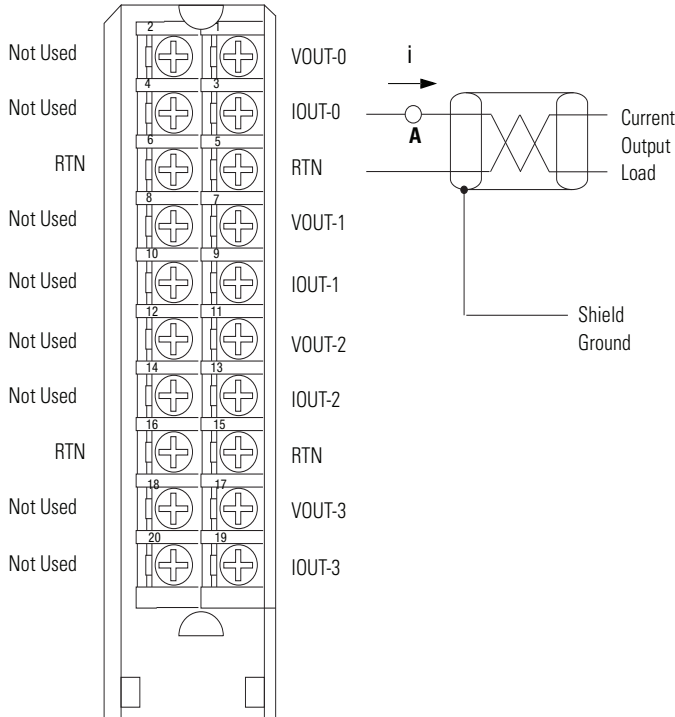 2 1
Not Used VOUT-0
i
4 3
Not Used IOUT-0
A
Current
Output
Load
6 5
RTN RTN
8 7
Not Used VOUT-1
10 9
Not Used IOUT-1
12 11
Not Used VOUT-2
Shield
Ground
14 13
Not Used IOUT-2
16 15
RTN RTN
18 17
Not Used VOUT-3
20 19
Not Used IOUT-3